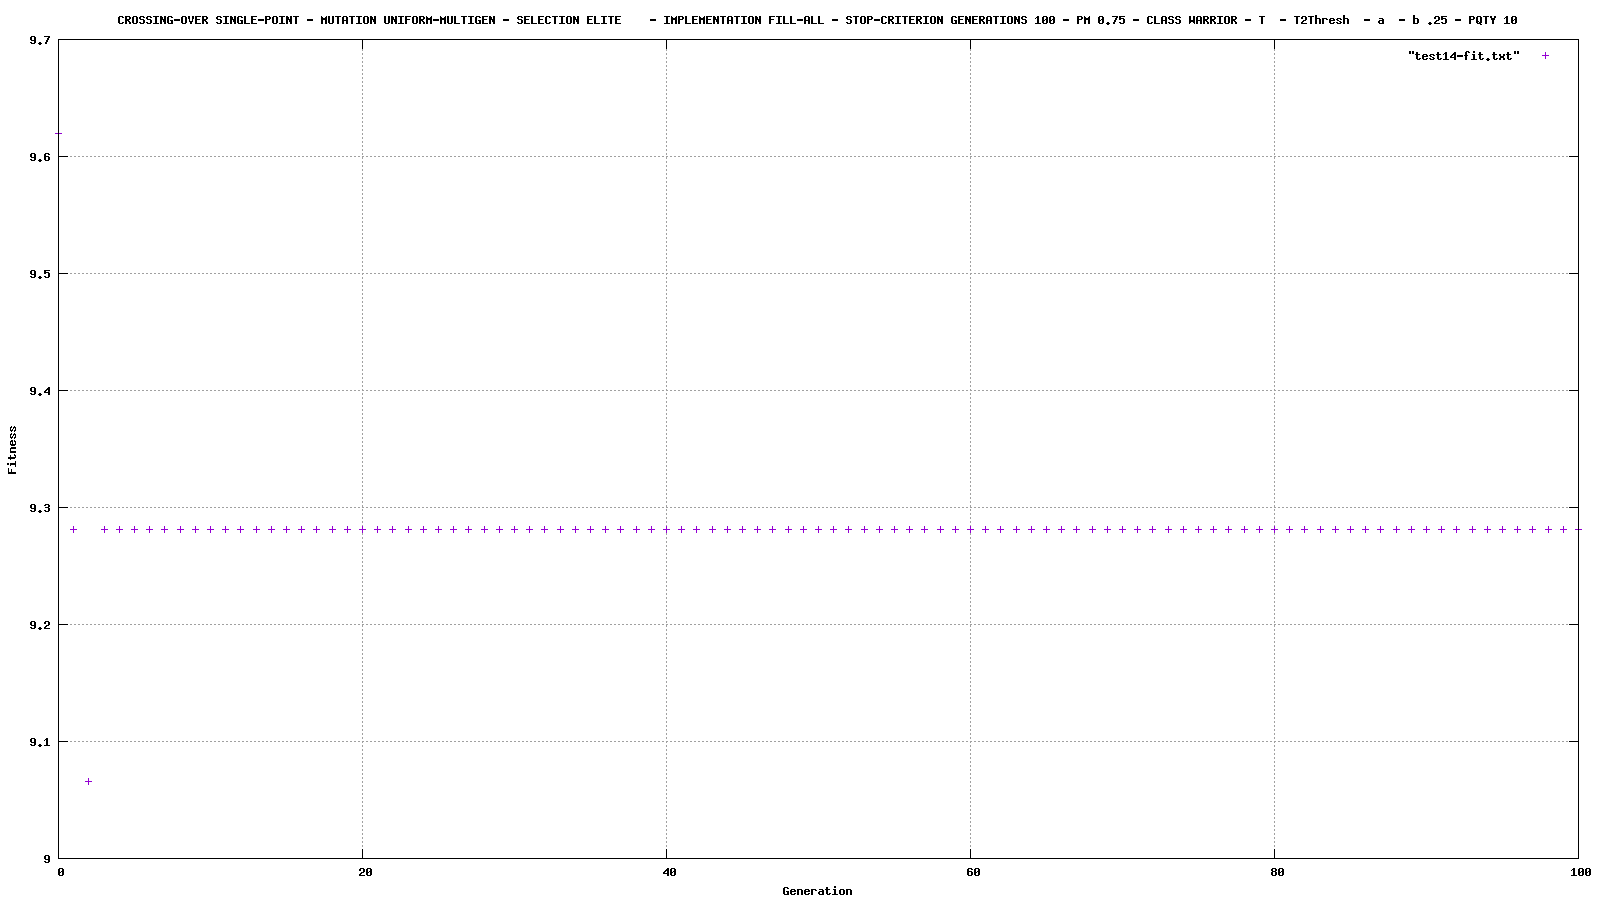 CROSSING-OVER SINGLE-POINT - MUTATION UNIFORM-MULTIGEN - SELECTION ELITE    - IMPLEMENTATION FILL-ALL - STOP-CRITERION GENERATIONS 100 - PM 0.75 - CLASS WARRIOR - T  - T2Thresh  - a  - b .25 - PQTY 10
"test14-fit.txt"
9.7
9.6
9.5
9.4
9.3
9.2
9.1
9
Fitness
0 20 40 60 80 100
Generation